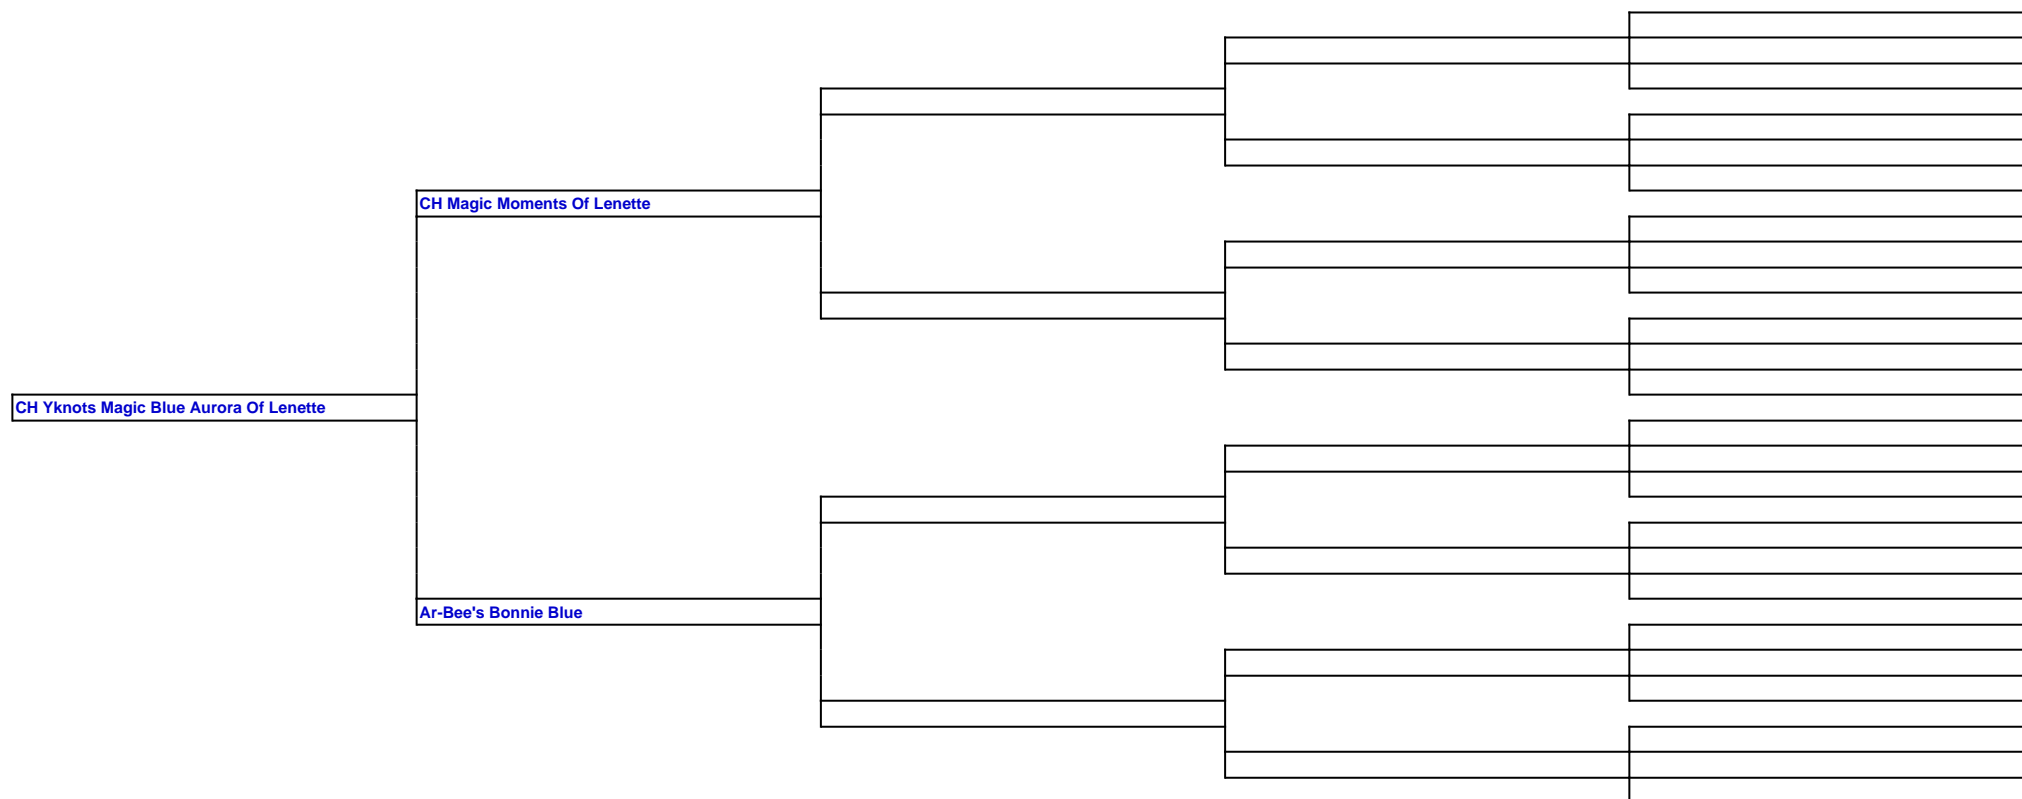 CH Magic Moments Of Lenette
CH Yknots Magic Blue Aurora Of Lenette
Ar-Bee's Bonnie Blue